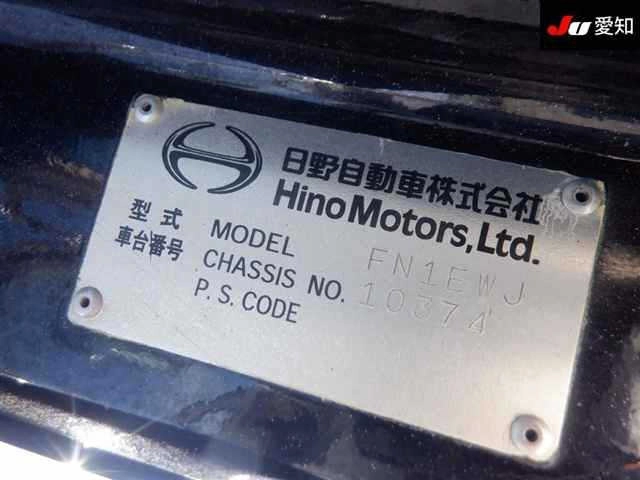 JU 愛知
日野自動車株式会社
Hino Motors, Ltd.
型式 MODEL FN1EWJ
車台番号 CHASSIS NO. 10374
P.S.CODE